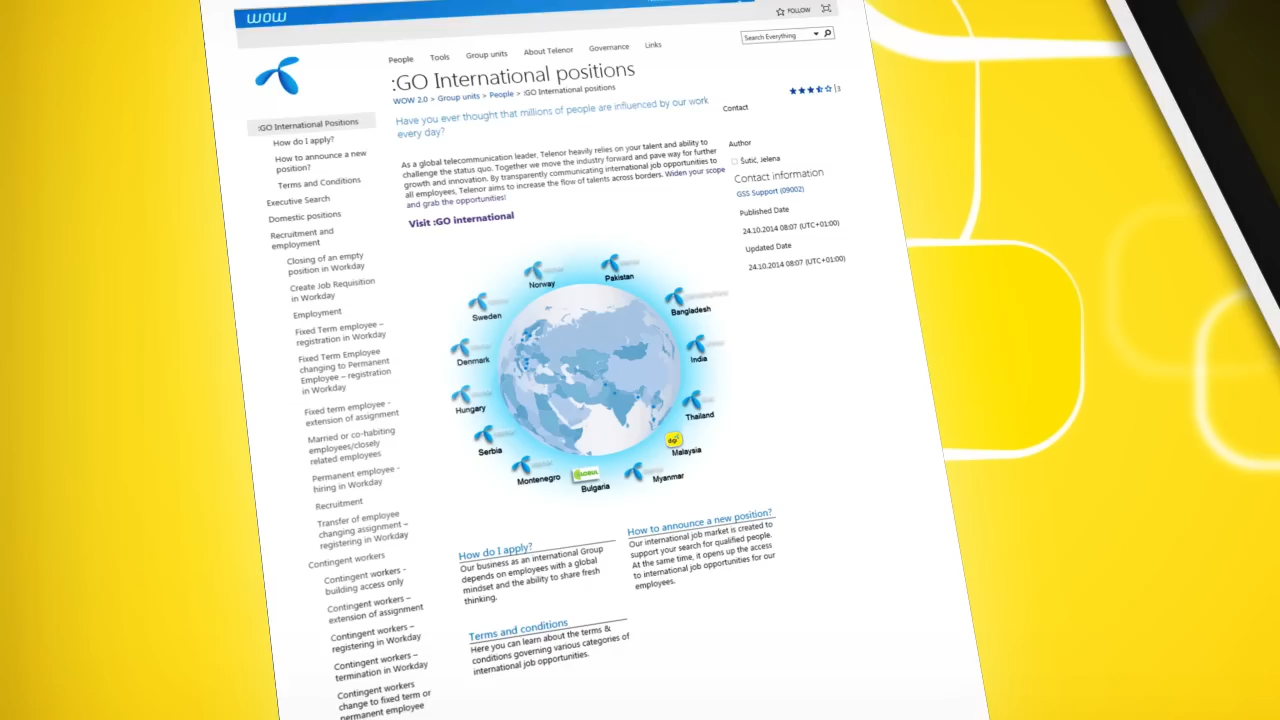 WOW
FOLLOW
Search Everything
People Tools Group units About Telenor Governance Links
:GO International positions
WOW 2.0 > Group units > People > :GO International positions
Have you ever thought that millions of people are influenced by our work
every day?
As a global telecommunication leader, Telenor heavily relies on your talent and ability to
challenge the status quo. Together we move the industry forward and pave way for further
growth and innovation. By transparently communicating international job opportunities to
all employees, Telenor aims to increase the flow of talents across borders. Widen your scope
and grab the opportunities!
Visit :GO international
3
Contact
Author
Šutić, Jelena
Contact information
GSS Support (09002)
Published Date
24.10.2014 08:07 (UTC+01:00)
Updated Date
24.10.2014 08:07 (UTC+01:00)
:GO International Positions
How do I apply?
How to announce a new
position?
Terms and Conditions
Executive Search
Domestic positions
Recruitment and
employment
Closing of an empty
position in Workday
Create Job Requisition
in Workday
Employment
Fixed Term employee –
registration in Workday
Fixed Term Employee
changing to Permanent
Employee – registration
in Workday
Fixed term employee -
extension of assignment
Married or co-habiting
employees/closely
related employees
Permanent employee -
hiring in Workday
Recruitment
Transfer of employee
changing assignment –
registering in Workday
Contingent workers
Contingent workers -
building access only
Contingent workers –
extension of assignment
Contingent workers –
registering in Workday
Contingent workers –
termination in Workday
Contingent workers
change to fixed term or
permanent employee
Norway
Pakistan
Sweden
Bangladesh
Denmark
India
Hungary
Thailand
Serbia
Malaysia
Montenegro
GLOBUL
Bulgaria
Myanmar
How do I apply?
Our business as an international Group
depends on employees with a global
mindset and the ability to share fresh
thinking.
How to announce a new position?
Our international job market is created to
support your search for qualified people.
At the same time, it opens up the access
to international job opportunities for our
employees.
Terms and conditions
Here you can learn about the terms &
conditions governing various categories of
international job opportunities.